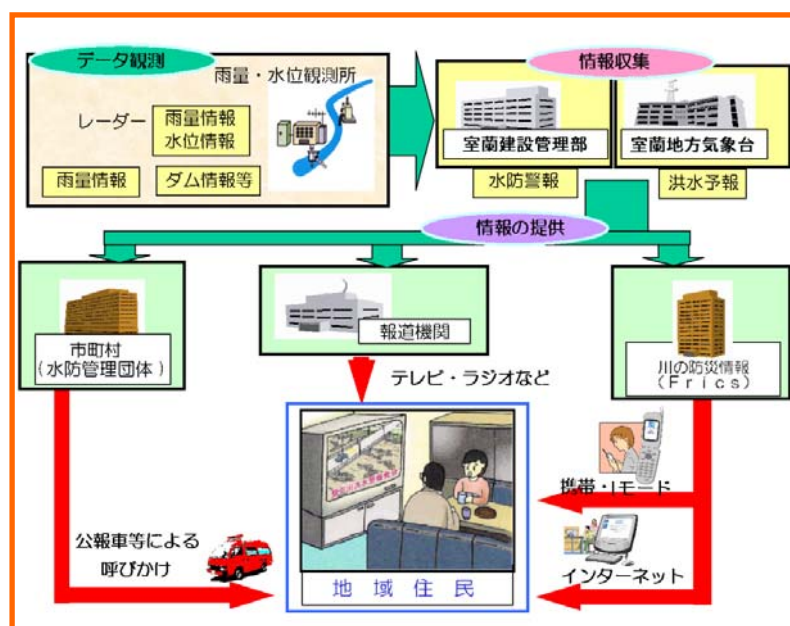 データ観測
雨量・水位観測所
レーダー
雨量情報
水位情報
雨量情報
ダム情報等
情報収集
室蘭建設管理部
室蘭地方気象台
水防警報
洪水予報
情報の提供
市町村
(水防管理団体)
報道機関
川の防災情報
(Frics)
テレビ・ラジオなど
携帯・Iモード
公報車等による
呼びかけ
インターネット
地域住民